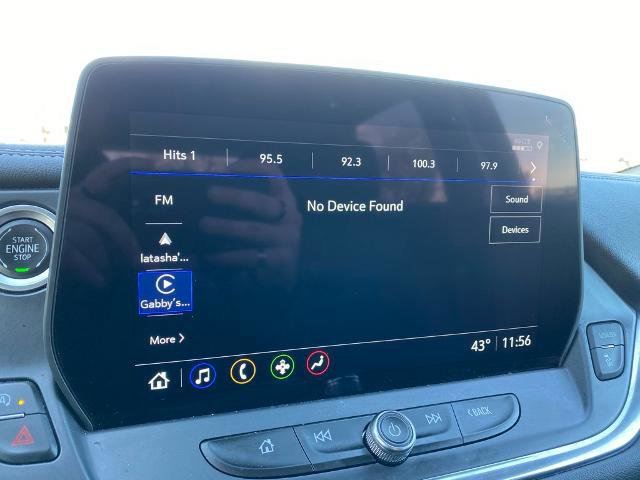 Hits 1 95.5 92.3 100.3 97.9
FM
No Device Found
Sound
latasha'...
Devices
Gabby's...
More
43° 11:56
START
ENGINE
STOP
BACK